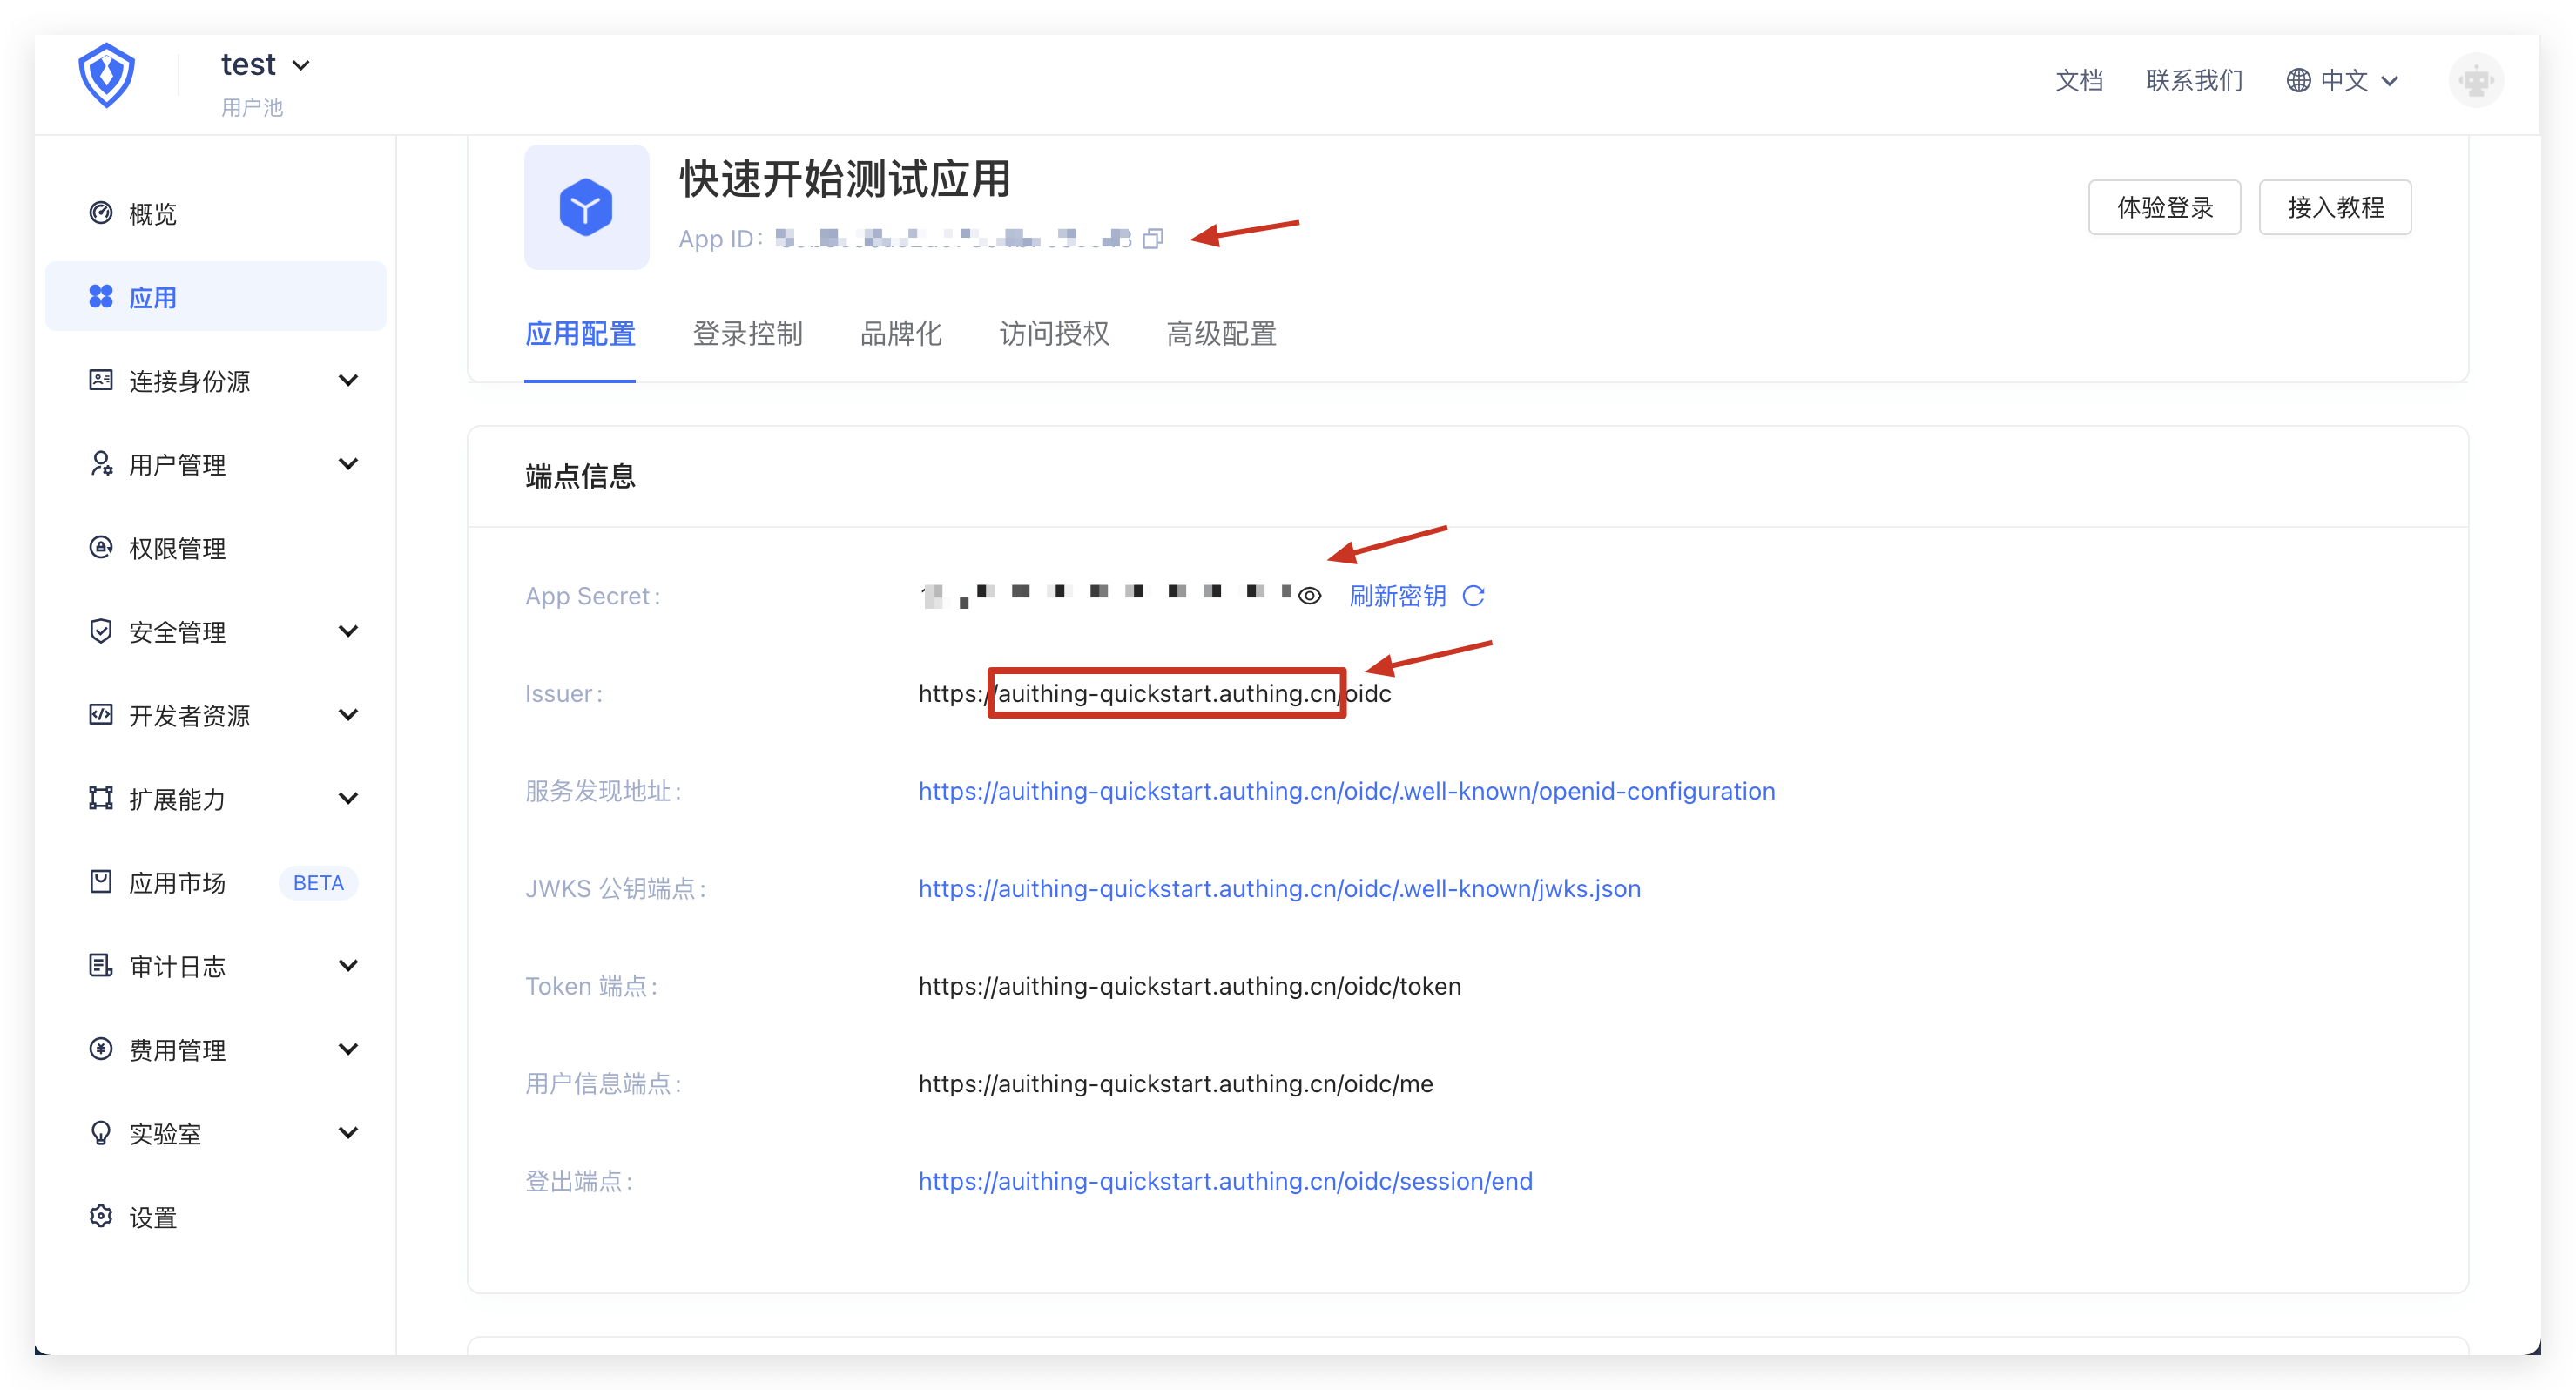 test
用户池
文档
联系我们
中文
概览
应用
连接身份源
用户管理
权限管理
安全管理
开发者资源
扩展能力
应用市场 BETA
审计日志
费用管理
实验室
设置
快速开始测试应用
App ID:
体验登录
接入教程
应用配置 登录控制 品牌化 访问授权 高级配置
端点信息
App Secret: 刷新密钥
Issuer: https://auithing-quickstart.authing.cn/oidc
服务发现地址: https://auithing-quickstart.authing.cn/oidc/.well-known/openid-configuration
JWKS 公钥端点: https://auithing-quickstart.authing.cn/oidc/.well-known/jwks.json
Token 端点: https://auithing-quickstart.authing.cn/oidc/token
用户信息端点: https://auithing-quickstart.authing.cn/oidc/me
登出端点: https://auithing-quickstart.authing.cn/oidc/session/end